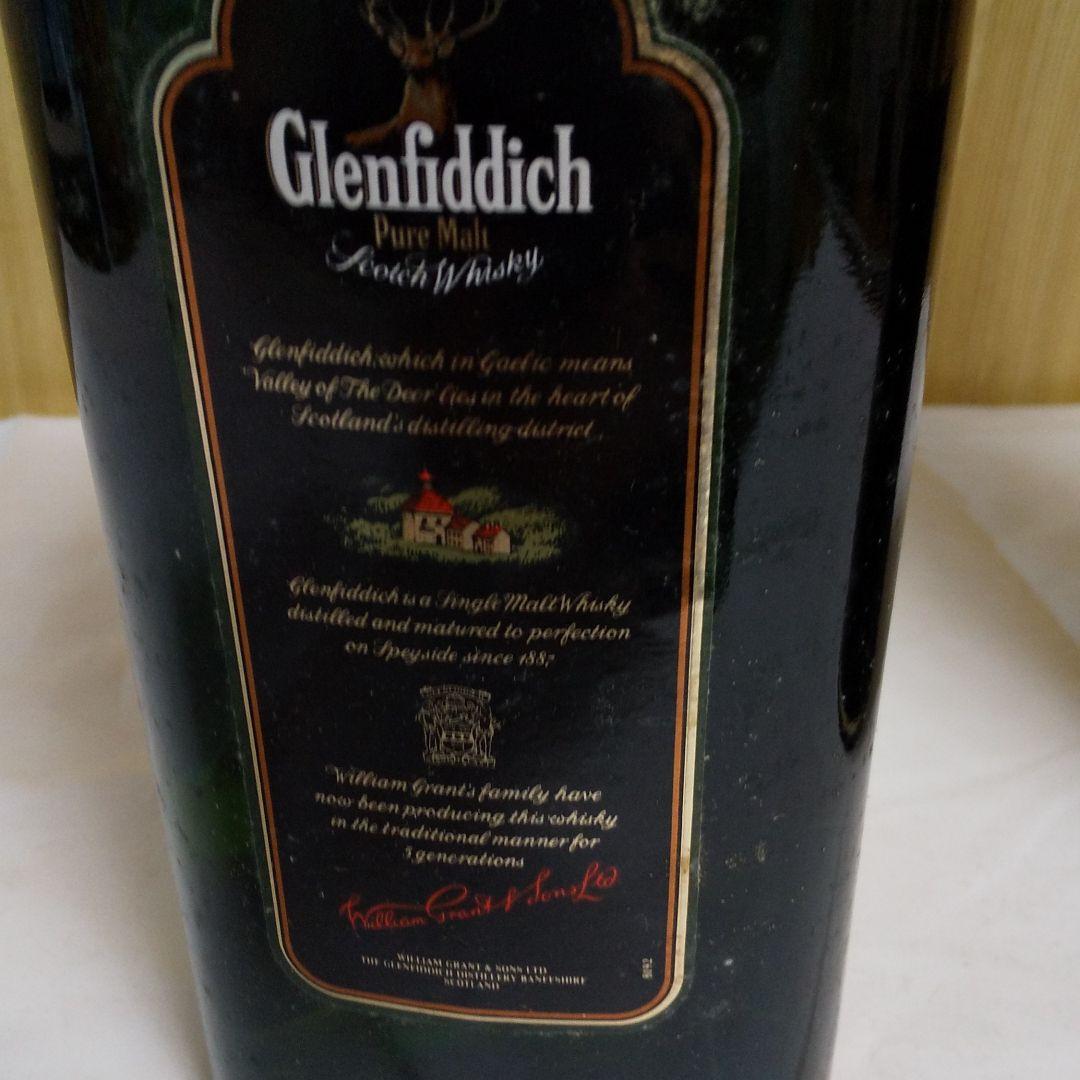 Glenfiddich
Pure Malt
Scotch Whisky
Glenfiddich which in Gaelic means
'Valley of The Deer' lies in the heart of
Scotland's distilling district
Glenfiddich is a Single Malt Whisky
distilled and matured to perfection
on Speyside since 1887
William Grant's family have
now been producing this whisky
in the traditional manner for
5 generations
William Grant & Sons Ltd
WILLIAM GRANT & SONS LTD
THE GLENFIDDICH DISTILLERY BANFFSHIRE
SCOTLAND